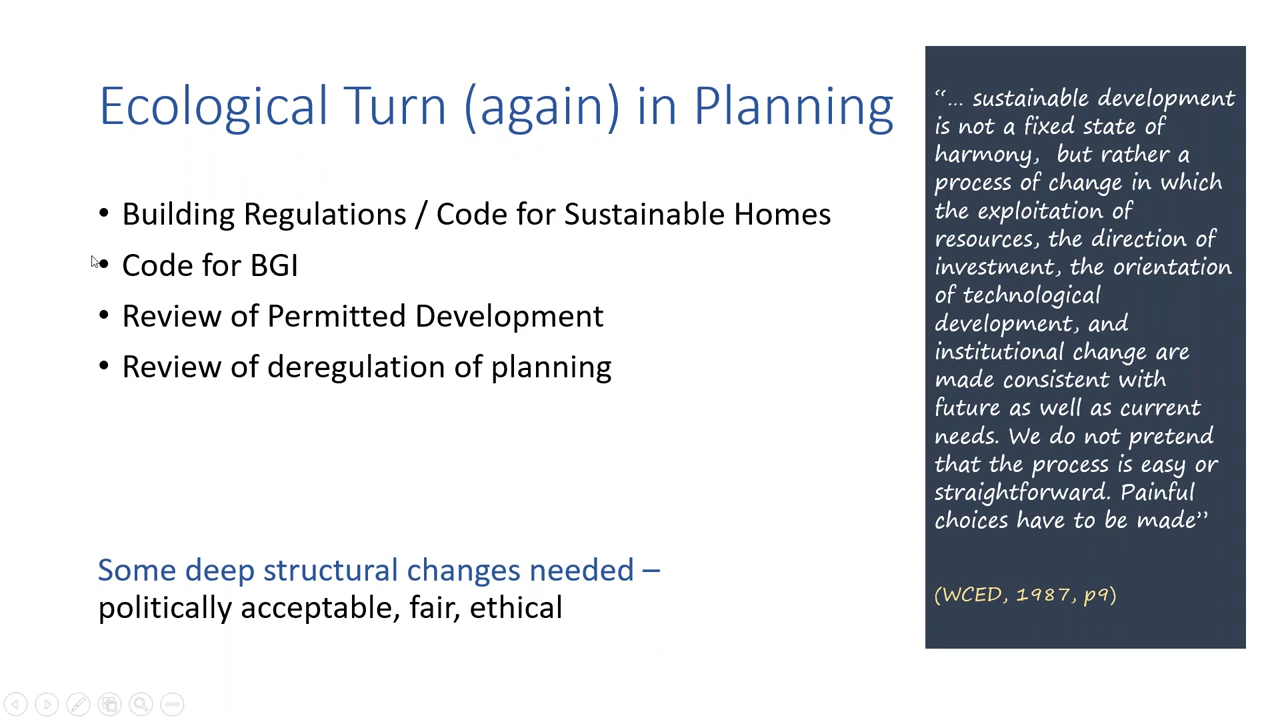 Ecological Turn (again) in Planning
• Building Regulations / Code for Sustainable Homes
• Code for BGI
• Review of Permitted Development
• Review of deregulation of planning
Some deep structural changes needed –
politically acceptable, fair, ethical
“... sustainable development
is not a fixed state of
harmony,  but rather a
process of change in which
the exploitation of
resources, the direction of
investment, the orientation
of technological
development, and
institutional change are
made consistent with
future as well as current
needs. We do not pretend
that the process is easy or
straightforward. Painful
choices have to be made”
(WCED, 1987, p9)